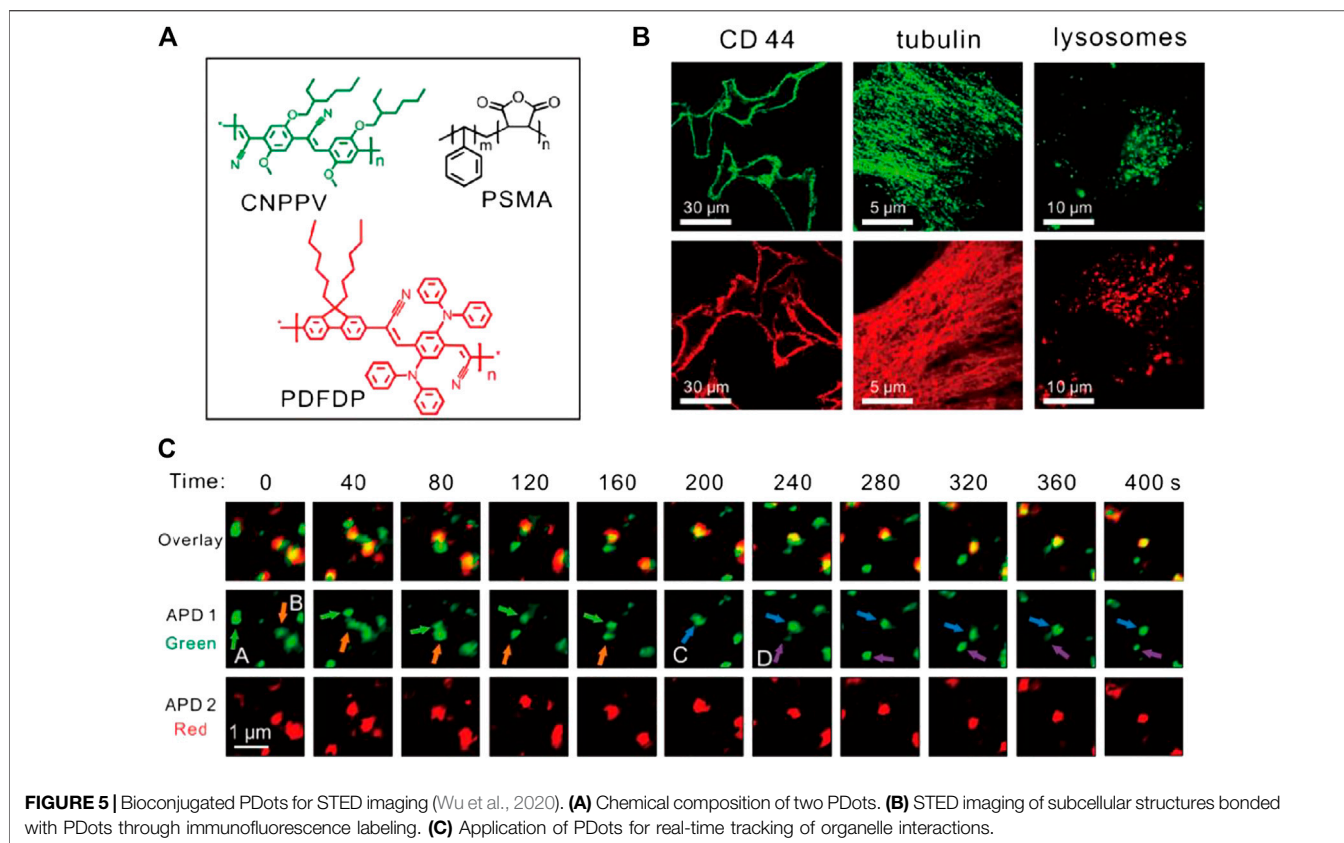 A
B
CD 44 tubulin lysosomes
CNPPV
PSMA
PDFDP
O
O
O
m
n
N
O
O
N
O
O
n
N
N
N
N
n
30 µm 5 µm 10 µm
30 µm 5 µm 10 µm
C
Time: 0 40 80 120 160 200 240 280 320 360 400 s
Overlay
APD 1
Green
A B C D
APD 2
Red
1 µm
FIGURE 5 | Bioconjugated PDots for STED imaging (Wu et al., 2020). (A) Chemical composition of two PDots. (B) STED imaging of subcellular structures bonded
with PDots through immunofluorescence labeling. (C) Application of PDots for real-time tracking of organelle interactions.